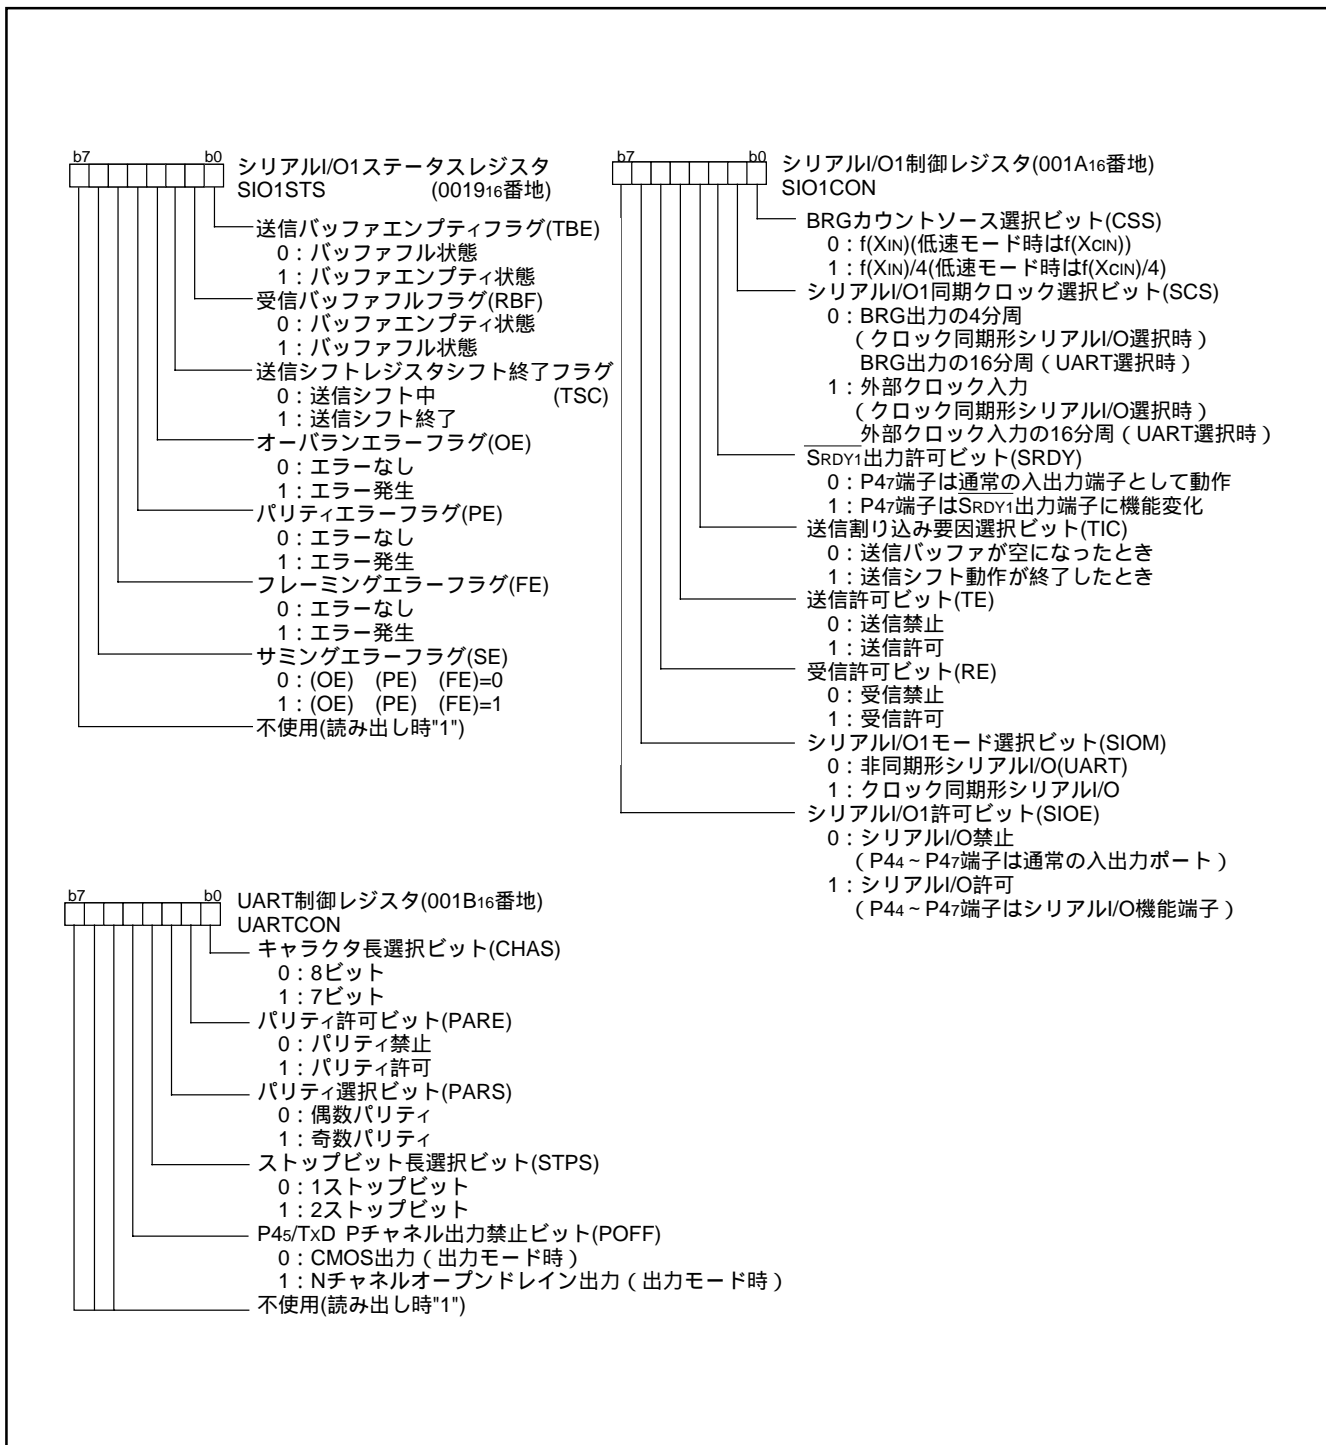 b7 b0
シリアルI/O1ステータスレジスタ
SIO1STS (001916番地)
送信バッファエンプティフラグ(TBE)
0：バッファフル状態
1：バッファエンプティ状態
受信バッファフルフラグ(RBF)
0：バッファエンプティ状態
1：バッファフル状態
送信シフトレジスタシフト終了フラグ
0：送信シフト中 (TSC)
1：送信シフト終了
オーバランエラーフラグ(OE)
0：エラーなし
1：エラー発生
パリティエラーフラグ(PE)
0：エラーなし
1：エラー発生
フレーミングエラーフラグ(FE)
0：エラーなし
1：エラー発生
サミングエラーフラグ(SE)
0：(OE) (PE) (FE)=0
1：(OE) (PE) (FE)=1
不使用(読み出し時"1")
b7 b0
シリアルI/O1制御レジスタ(001A16番地)
SIO1CON
BRGカウントソース選択ビット(CSS)
0：f(XIN)(低速モード時はf(XCIN))
1：f(XIN)/4(低速モード時はf(XCIN)/4)
シリアルI/O1同期クロック選択ビット(SCS)
0：BRG出力の4分周
（クロック同期形シリアルI/O選択時）
BRG出力の16分周（UART選択時）
1：外部クロック入力
（クロック同期形シリアルI/O選択時）
外部クロック入力の16分周（UART選択時）
SRDY1出力許可ビット(SRDY)
0：P47端子は通常の入出力端子として動作
1：P47端子はSRDY1出力端子に機能変化
送信割り込み要因選択ビット(TIC)
0：送信バッファが空になったとき
1：送信シフト動作が終了したとき
送信許可ビット(TE)
0：送信禁止
1：送信許可
受信許可ビット(RE)
0：受信禁止
1：受信許可
シリアルI/O1モード選択ビット(SIOM)
0：非同期形シリアルI/O(UART)
1：クロック同期形シリアルI/O
シリアルI/O1許可ビット(SIOE)
0：シリアルI/O禁止
（P44～P47端子は通常の入出力ポート）
1：シリアルI/O許可
（P44～P47端子はシリアルI/O機能端子）
b7 b0
UART制御レジスタ(001B16番地)
UARTCON
キャラクタ長選択ビット(CHAS)
0：8ビット
1：7ビット
パリティ許可ビット(PARE)
0：パリティ禁止
1：パリティ許可
パリティ選択ビット(PARS)
0：偶数パリティ
1：奇数パリティ
ストップビット長選択ビット(STPS)
0：1ストップビット
1：2ストップビット
P45/TXD Pチャネル出力禁止ビット(POFF)
0：CMOS出力（出力モード時）
1：Nチャネルオープンドレイン出力（出力モード時）
不使用(読み出し時"1")